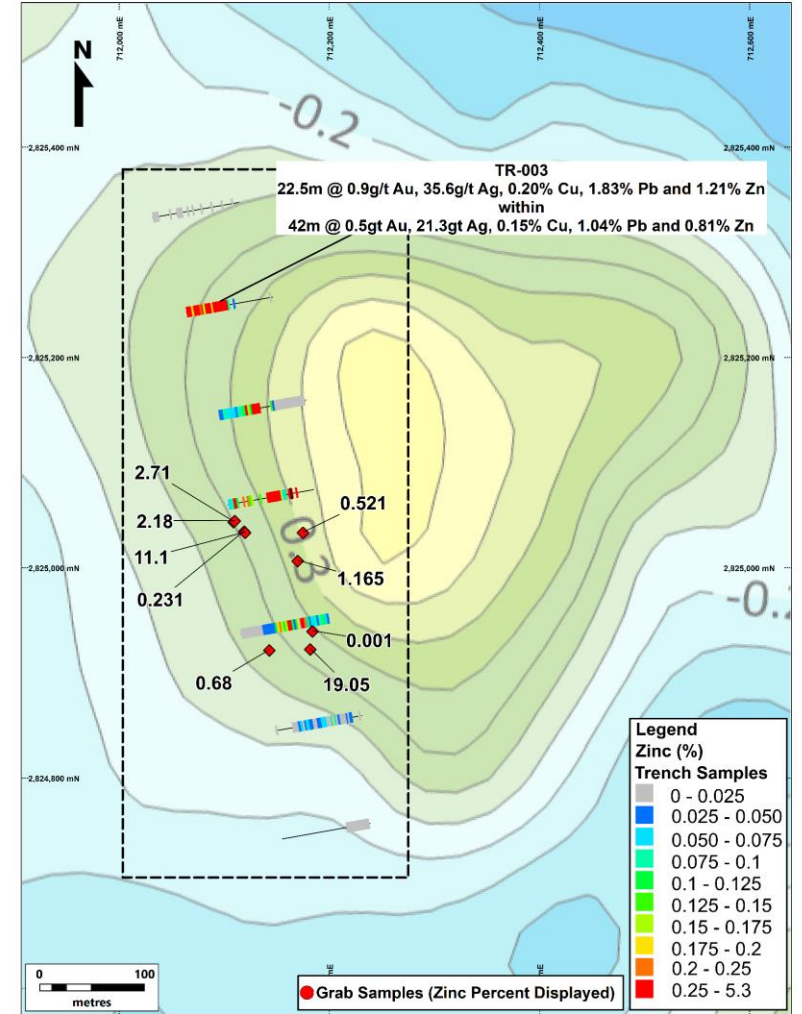 712,000 mE
712,200 mE
712,400 mE
712,600 mE
N
-0.2
2,825,400 mN
2,825,400 mN
TR-003
22.5m @ 0.9g/t Au, 35.6g/t Ag, 0.20% Cu, 1.83% Pb and 1.21% Zn
within
42m @ 0.5gt Au, 21.3gt Ag, 0.15% Cu, 1.04% Pb and 0.81% Zn
2,825,200 mN
2,825,200 mN
2.71
2.18
11.1
0.231
0.521
0.3
1.165
2,825,000 mN
2,825,000 mN
-0.2
0.001
0.68
19.05
2,824,800 mN
Legend
Zinc (%)
Trench Samples
0 - 0.025
0.025 - 0.050
0.050 - 0.075
0.075 - 0.1
0.1 - 0.125
0.125 - 0.15
0.15 - 0.175
0.175 - 0.2
0.2 - 0.25
0.25 - 5.3
0 100
metres
Grab Samples (Zinc Percent Displayed)